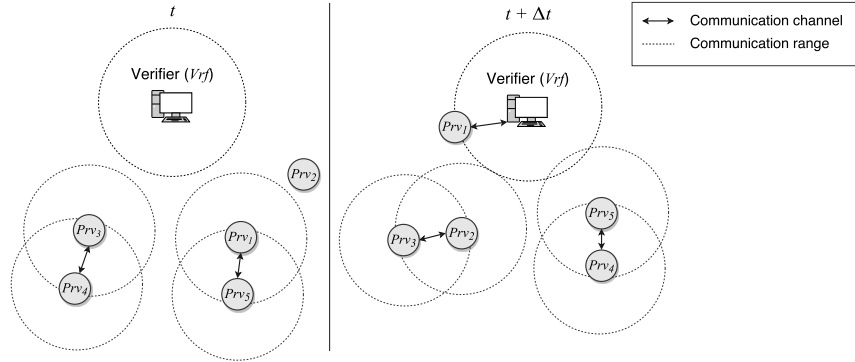 t
Verifier (Vrf)
Prv2
Prv3
Prv1
Prv4
Prv5
t + Δt
Verifier (Vrf)
Prv1
Prv5
Prv3
Prv2
Prv4
Communication channel
Communication range